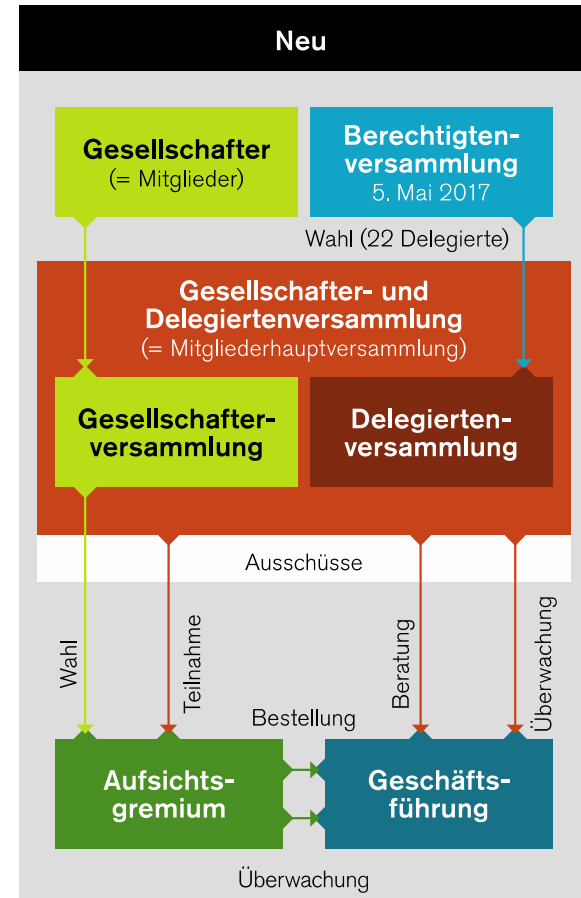 Neu
Gesellschafter
(= Mitglieder)
Berechtigten-
versammlung
5. Mai 2017
Wahl (22 Delegierte)
Gesellschafter- und
Delegiertenversammlung
(= Mitgliederhauptversammlung)
Gesellschafter-
versammlung
Delegierten-
versammlung
Ausschüsse
Wahl
Teilnahme
Beratung
Überwachung
Bestellung
Aufsichts-
gremium
Geschäfts-
führung
Überwachung